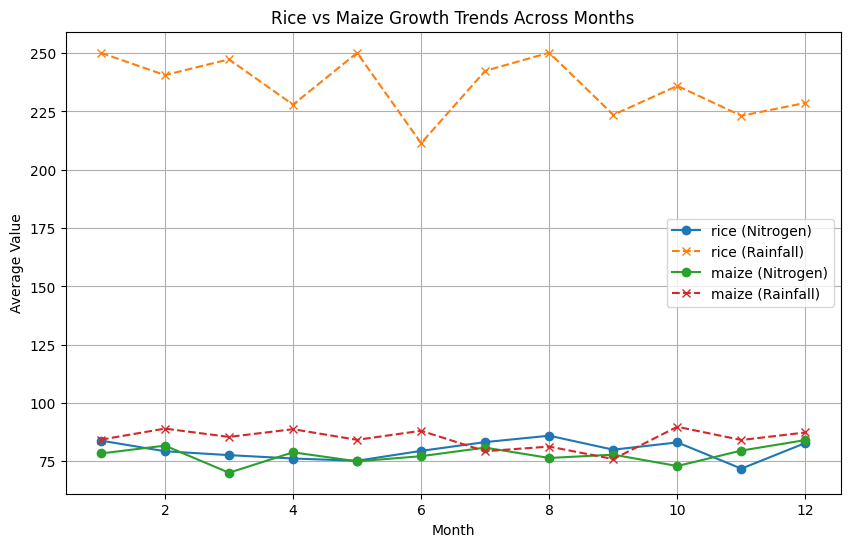 Rice vs Maize Growth Trends Across Months
250
225
200
175
150
125
100
75
Average Value
rice (Nitrogen)
rice (Rainfall)
maize (Nitrogen)
maize (Rainfall)
2 4 6 8 10 12
Month